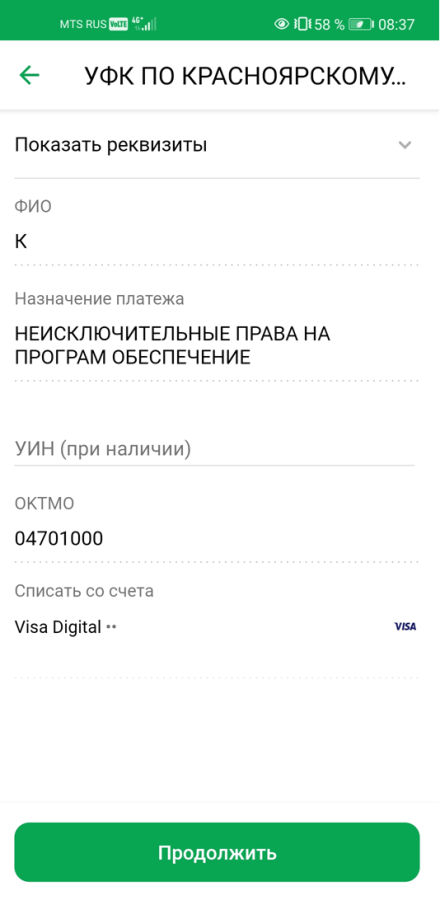 MTS RUS VoLTE 4G+ 58 % 08:37
УФК ПО КРАСНОЯРСКОМУ...
Показать реквизиты
ФИО
К
Назначение платежа
НЕИСКЛЮЧИТЕЛЬНЫЕ ПРАВА НА
ПРОГРАМ ОБЕСПЕЧЕНИЕ
УИН (при наличии)
ОКТМО
04701000
Списать со счета
Visa Digital ··
VISA
Продолжить